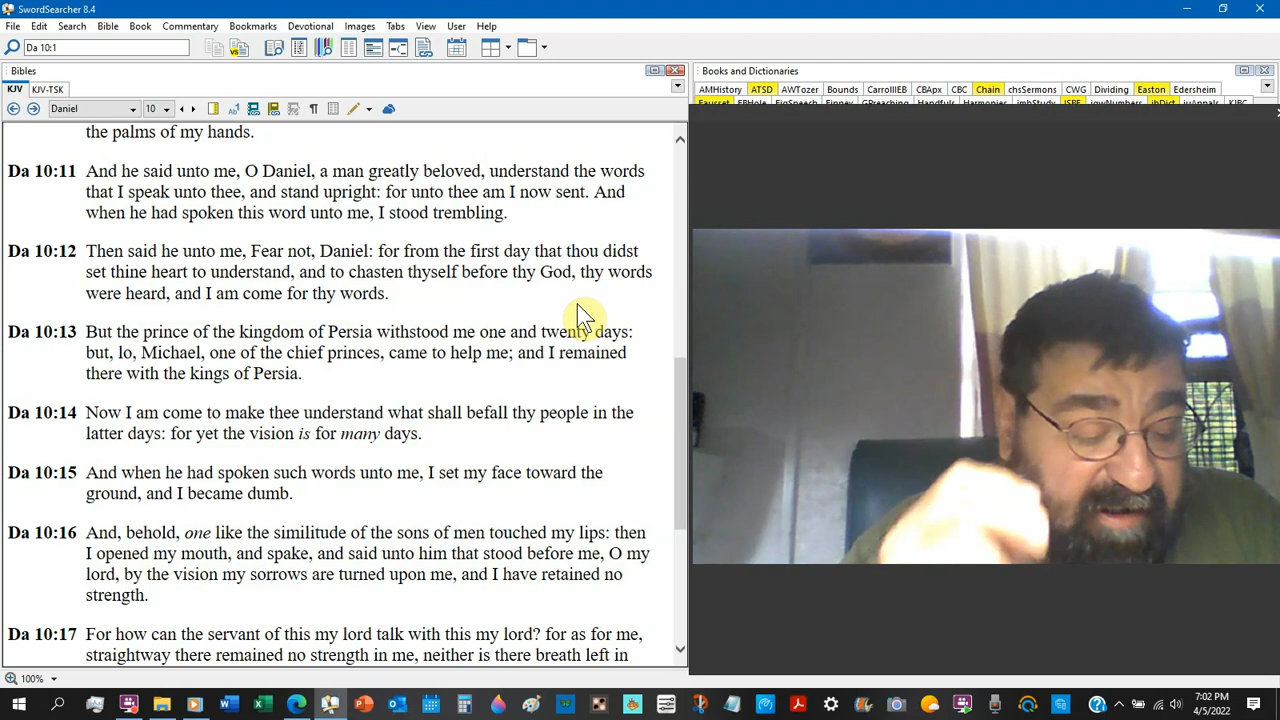 SwordSearcher 8.4
File Edit Search Bible Book Commentary Bookmarks Devotional Images Tabs View User Help
Da 10:1
Bibles
KJV KJV-TSK
Daniel 10
the palms of my hands.
Da 10:11 And he said unto me, O Daniel, a man greatly beloved, understand the words
that I speak unto thee, and stand upright: for unto thee am I now sent. And
when he had spoken this word unto me, I stood trembling.
Da 10:12 Then said he unto me, Fear not, Daniel: for from the first day that thou didst
set thine heart to understand, and to chasten thyself before thy God, thy words
were heard, and I am come for thy words.
Da 10:13 But the prince of the kingdom of Persia withstood me one and twenty days:
but, lo, Michael, one of the chief princes, came to help me; and I remained
there with the kings of Persia.
Da 10:14 Now I am come to make thee understand what shall befall thy people in the
latter days: for yet the vision is for many days.
Da 10:15 And when he had spoken such words unto me, I set my face toward the
ground, and I became dumb.
Da 10:16 And, behold, one like the similitude of the sons of men touched my lips: then
I opened my mouth, and spake, and said unto him that stood before me, O my
lord, by the vision my sorrows are turned upon me, and I have retained no
strength.
Da 10:17 For how can the servant of this my lord talk with this my lord? for as for me,
straightway there remained no strength in me, neither is there breath left in
100%
Books and Dictionaries
AMHistory ATSD AWTozer Bounds CarrollIEB CBApx CBC Chain chsSermons CWG Dividing Easton Edersheim
7:02 PM
4/5/2022